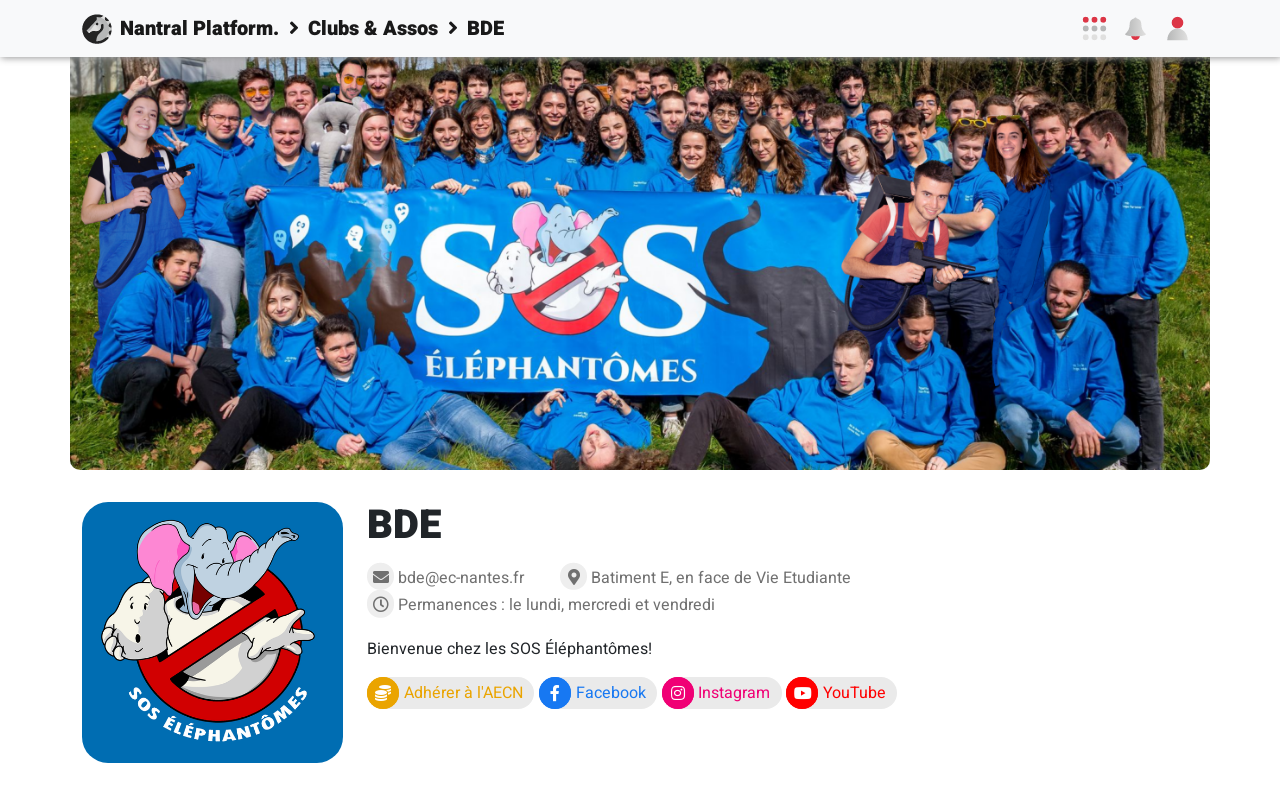 Nantral Platform. > Clubs & Assos > BDE
SOS
ÉLÉPHANTÔMES
SOS ÉLÉPHANTÔMES
BDE
bde@ec-nantes.fr Batiment E, en face de Vie Etudiante
Permanences : le lundi, mercredi et vendredi
Bienvenue chez les SOS Éléphantômes!
Adhérer à l'AECN Facebook Instagram YouTube